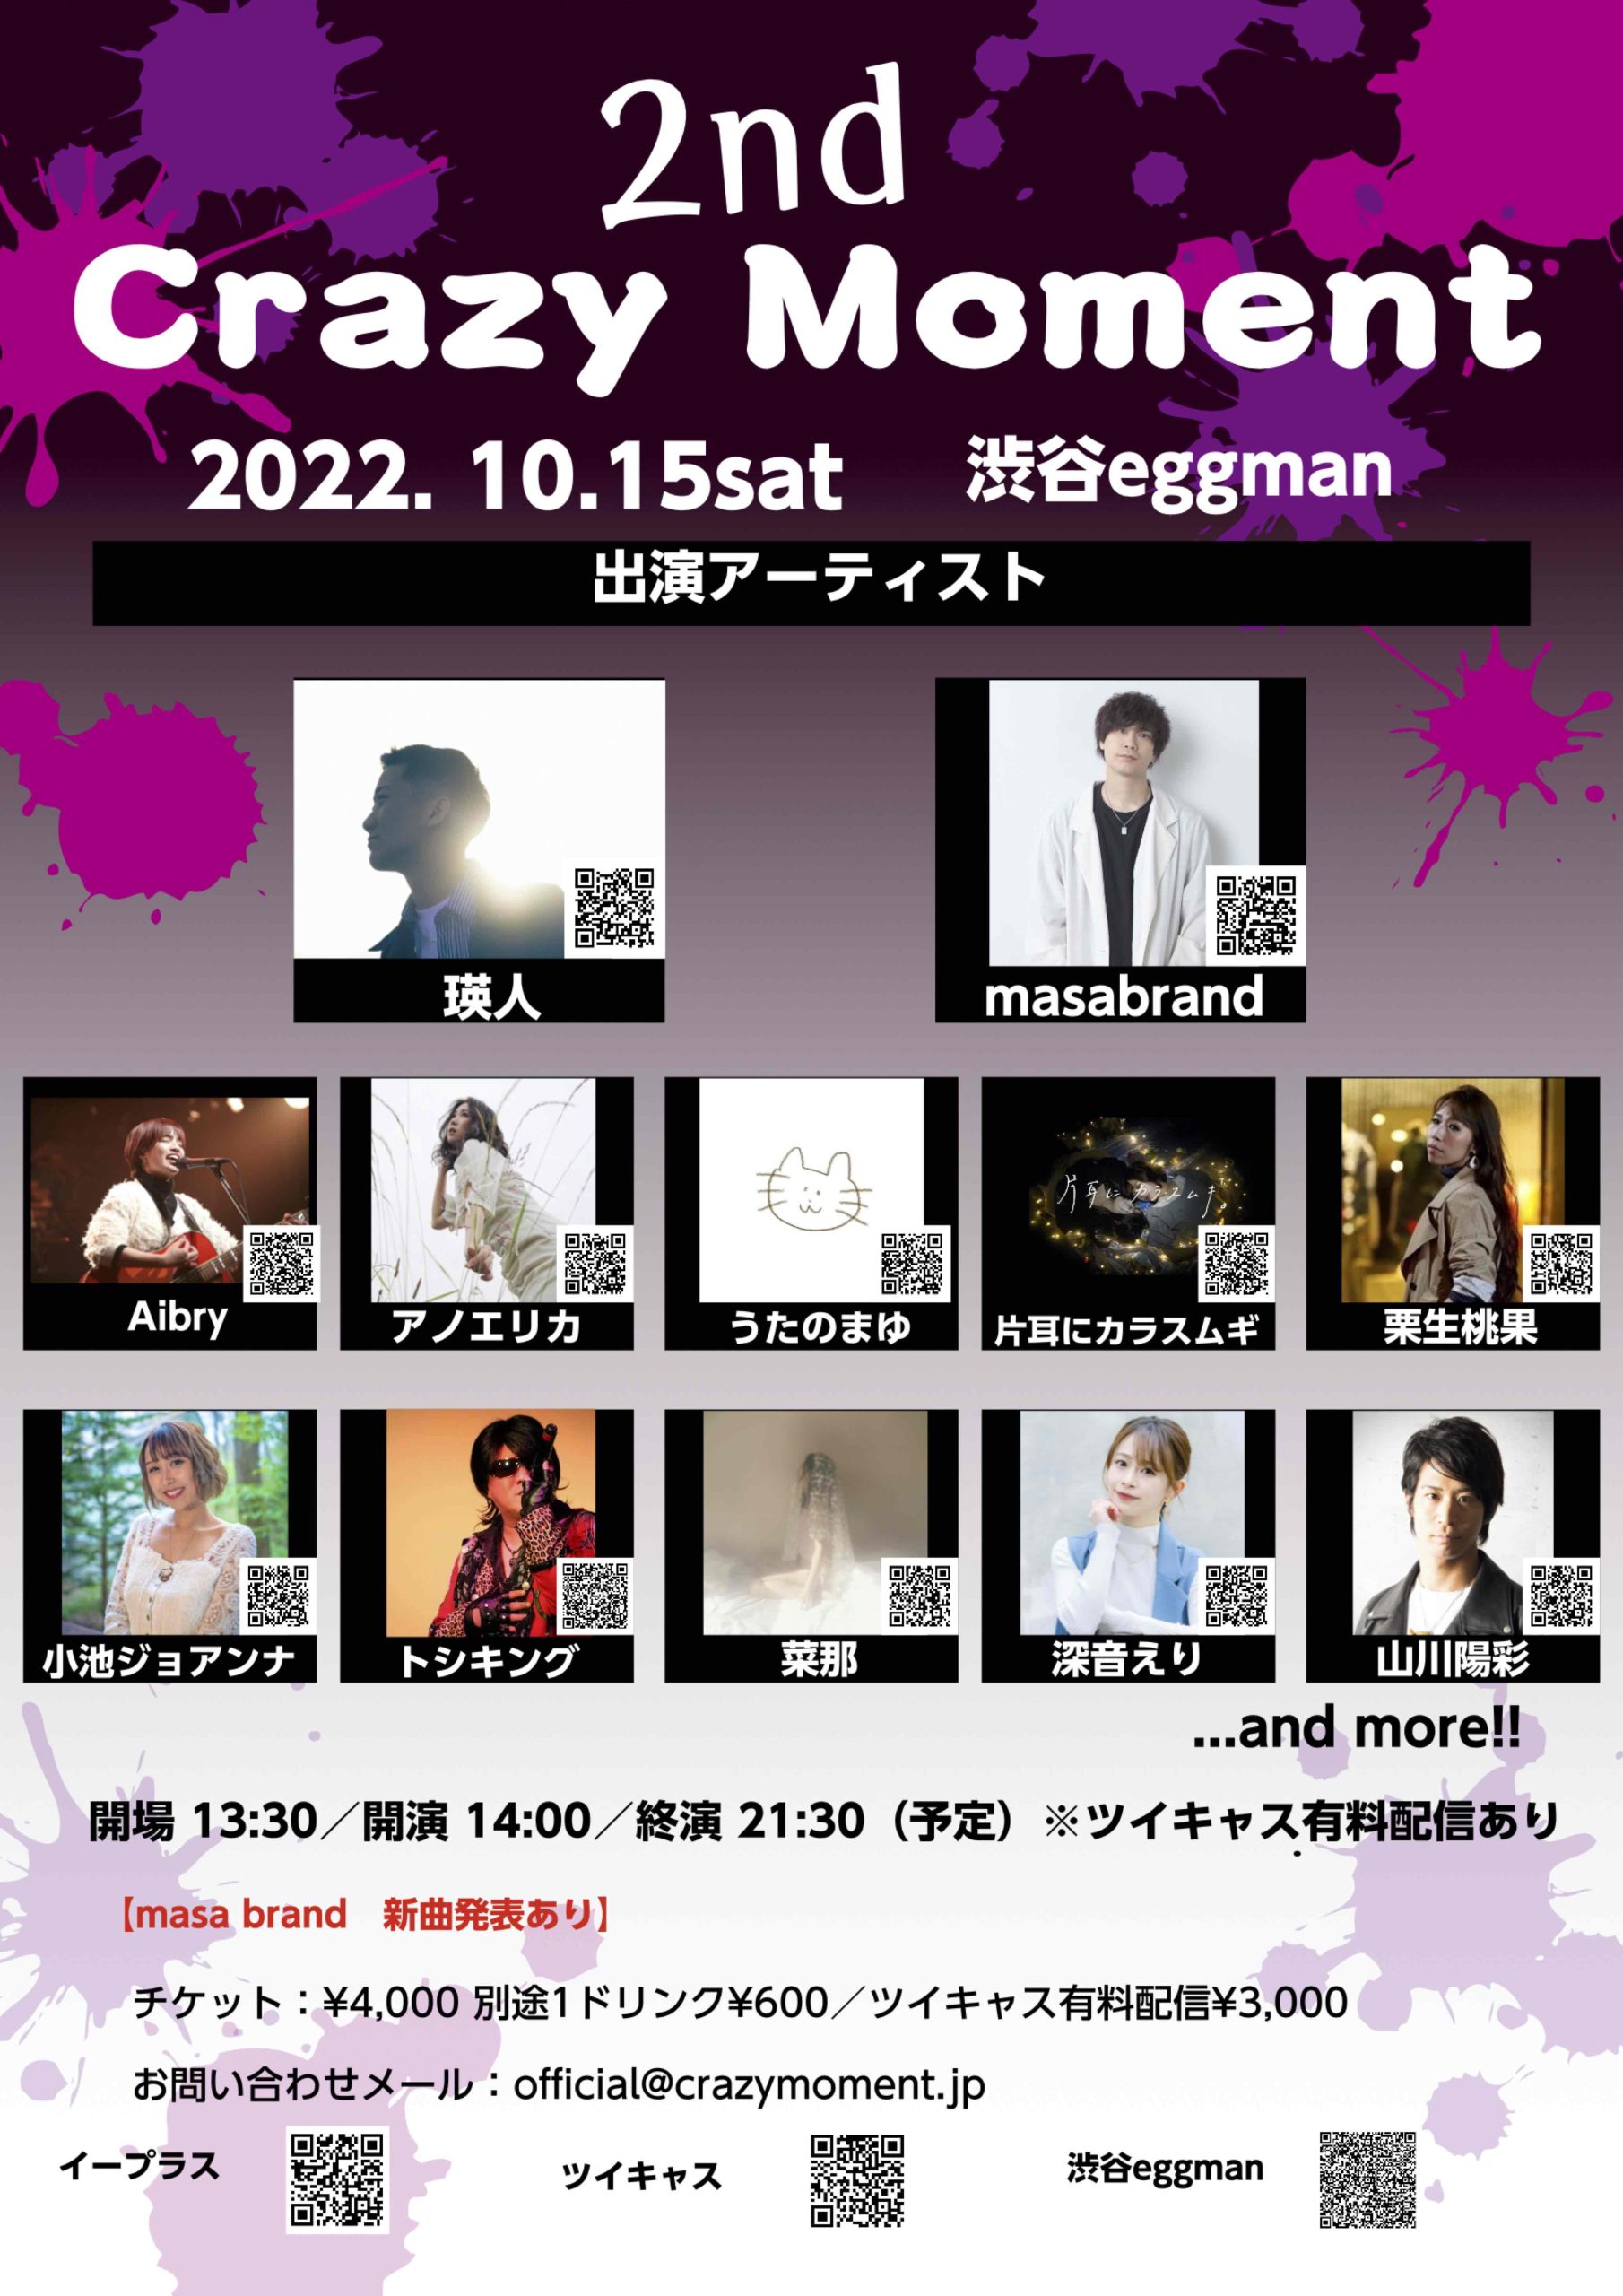 2nd
Crazy Moment
2022. 10.15sat 渋谷eggman
出演アーティスト
瑛人
masabrand
片耳にカラスムギ。
Aibry
アノエリカ
うたのまゆ
片耳にカラスムギ
栗生桃果
小池ジョアンナ
トシキング
菜那
深音えり
山川陽彩
...and more!!
開場 13:30／開演 14:00／終演 21:30（予定）※ツイキャス有料配信あり
【masa brand 新曲発表あり】
チケット：¥4,000 別途1ドリンク¥600／ツイキャス有料配信¥3,000
お問い合わせメール：official@crazymoment.jp
イープラス
ツイキャス
渋谷eggman